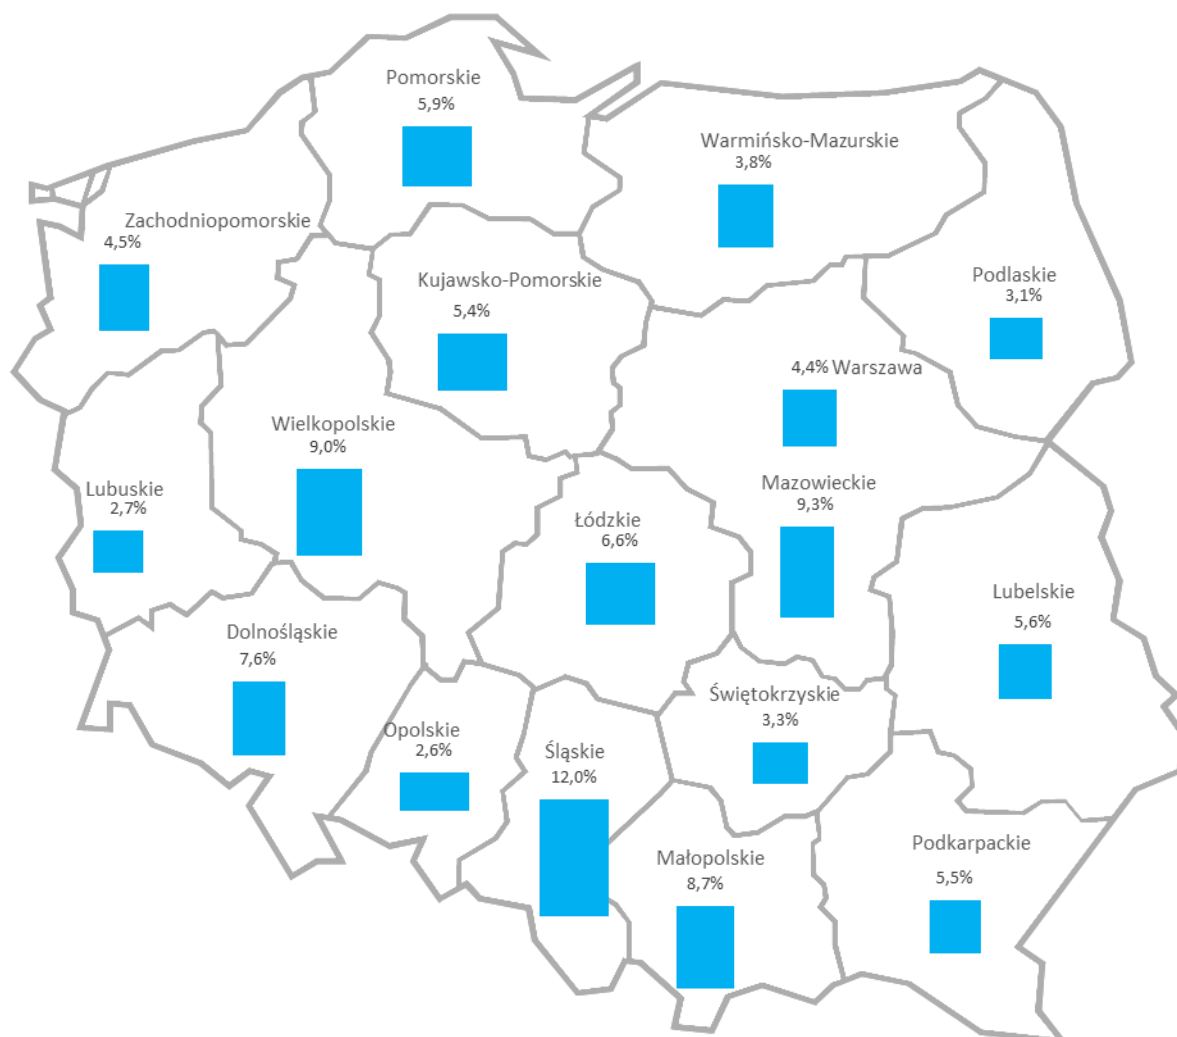 Pomorskie
5,9%
Warmińsko-Mazurskie
3,8%
Zachodniopomorskie
4,5%
Kujawsko-Pomorskie
5,4%
Podlaskie
3,1%
4,4% Warszawa
Wielkopolskie
9,0%
Lubuskie
2,7%
Łódzkie
6,6%
Mazowieckie
9,3%
Lubelskie
5,6%
Dolnośląskie
7,6%
Opolskie
2,6%
Śląskie
12,0%
Świętokrzyskie
3,3%
Małopolskie
8,7%
Podkarpackie
5,5%